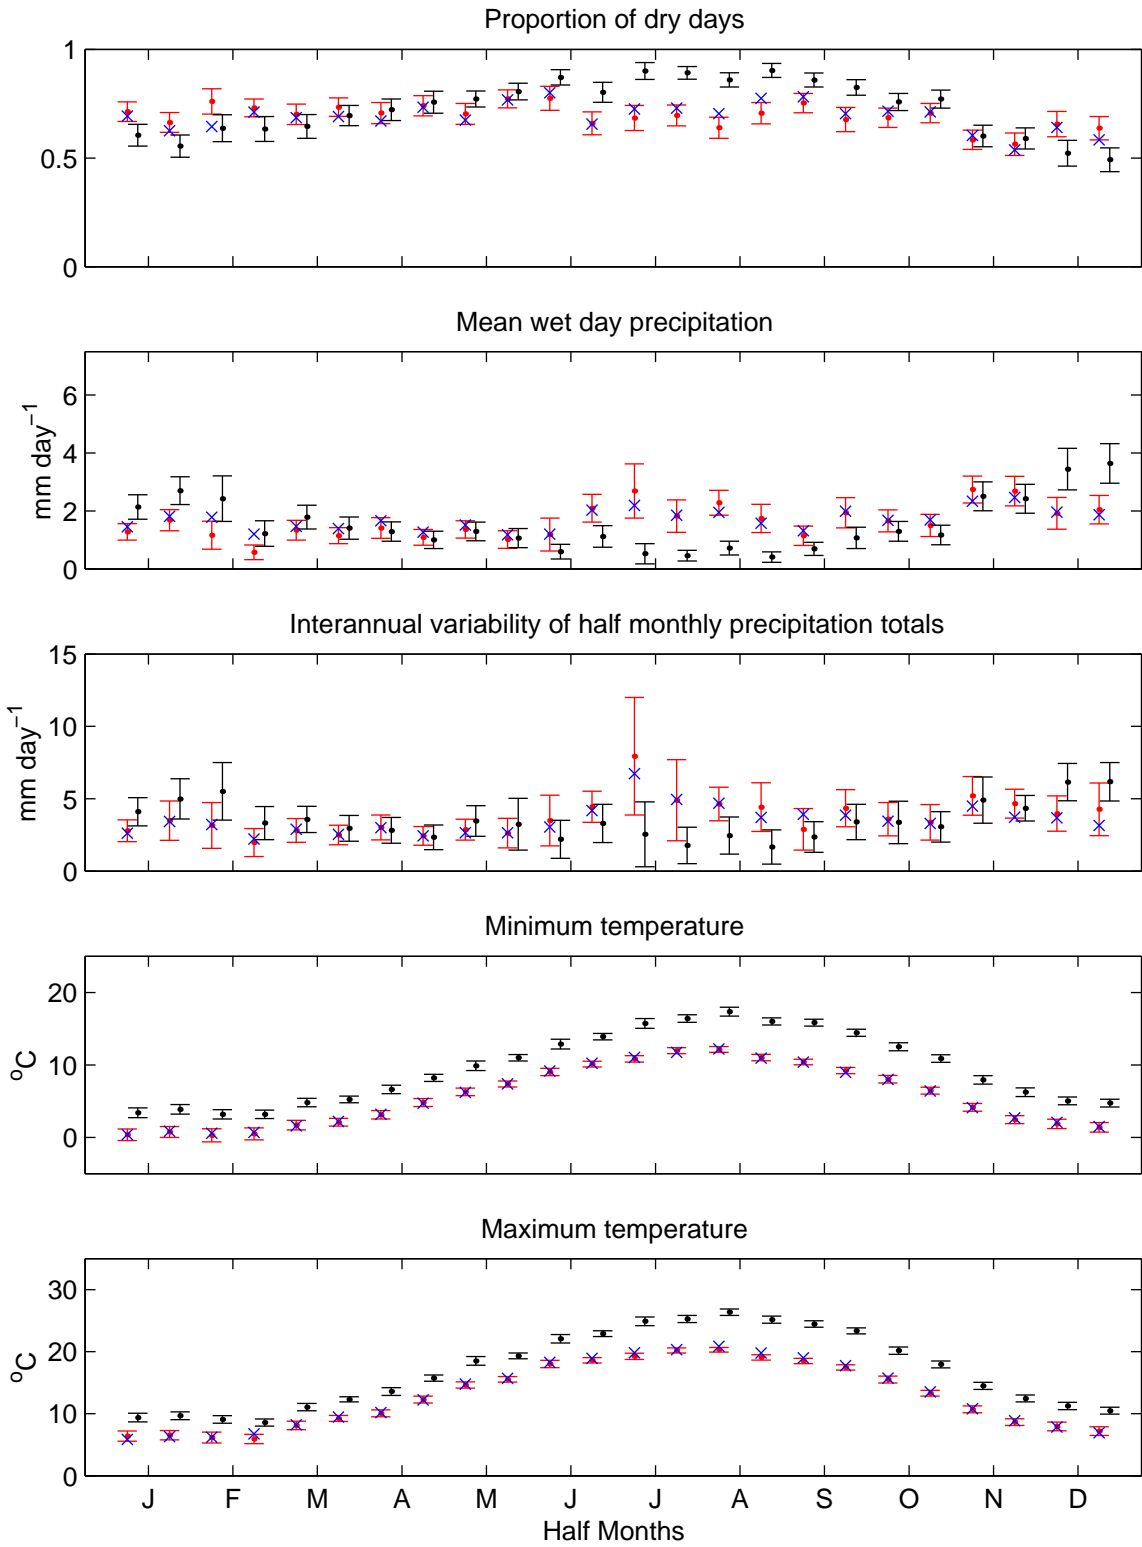 Proportion of dry days
1
0.5
0
Mean wet day precipitation
6
4
2
0
mm day⁻¹
Interannual variability of half monthly precipitation totals
15
10
5
0
mm day⁻¹
Minimum temperature
20
10
0
°C
Maximum temperature
30
20
10
0
°C
J F M A M J J A S O N D
Half Months